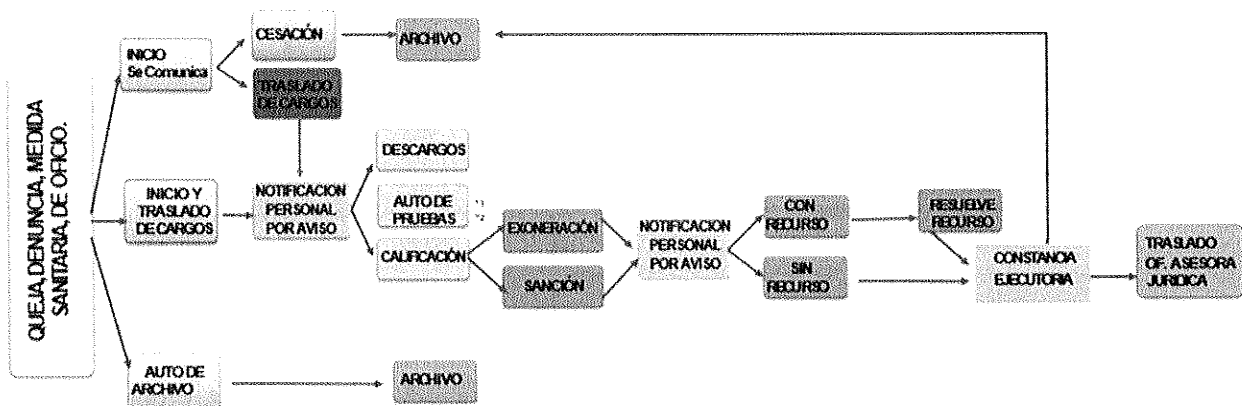 QUEJA, DENUNCIA, MEDIDA
SANITARIA, DE OFICIO.
INICIO
Se Comunica
CESACIÓN
ARCHIVO
TRASLADO
DE CARGOS
INICIO Y
TRASLADO
DE CARGOS
NOTIFICACION
PERSONAL
POR AVISO
DESCARGOS
AUTO DE
PRUEBAS
CALIFICACIÓN
EXONERACIÓN
SANCIÓN
NOTIFICACION
PERSONAL
POR AVISO
CON
RECURSO
SIN
RECURSO
RESUELVE
RECURSO
CONSTANCIA
EJECUTORIA
TRASLADO
OF. ASESORA
JURIDICA
AUTO DE
ARCHIVO
ARCHIVO